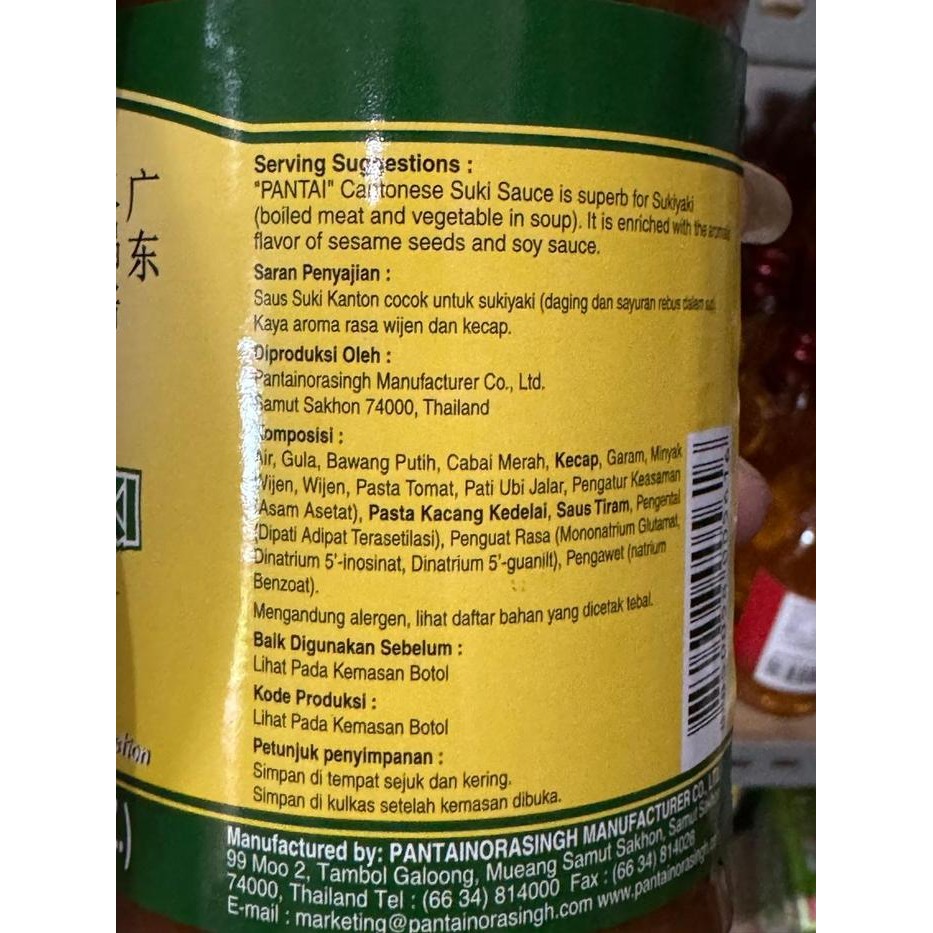 广
东
Serving Suggestions :
"PANTAI" Cantonese Suki Sauce is superb for Sukiyaki
(boiled meat and vegetable in soup). It is enriched with the
flavor of sesame seeds and soy sauce.
Saran Penyajian :
Saus Suki Kanton cocok untuk sukiyaki (daging dan sayuran rebus dalam
Kaya aroma rasa wijen dan kecap.
Diproduksi Oleh :
Pantainorasingh Manufacturer Co., Ltd.
Samut Sakhon 74000, Thailand
Komposisi :
Air, Gula, Bawang Putih, Cabai Merah, Kecap, Garam, Minyak
Wijen, Wijen, Pasta Tomat, Pati Ubi Jalar, Pengatur Keasaman
(Asam Asetat), Pasta Kacang Kedelai, Saus Tiram, Pengental
(Dipati Adipat Terasetilasi), Penguat Rasa (Mononatrium Glutamat,
Dinatrium 5'-inosinat, Dinatrium 5'-guanilt), Pengawet (natrium
Benzoat).
Mengandung alergen, lihat daftar bahan yang dicetak tebal.
Baik Digunakan Sebelum :
Lihat Pada Kemasan Botol
Kode Produksi :
Lihat Pada Kemasan Botol
Petunjuk penyimpanan :
Simpan di tempat sejuk dan kering.
Simpan di kulkas setelah kemasan dibuka.
Manufactured by: PANTAINORASINGH MANUFACTURER CO., LTD.
99 Moo 2, Tambol Galoong, Mueang Samut Sakhon, Samut
74000, Thailand Tel : (66 34) 814000 Fax : (66 34) 814026
E-mail : marketing@pantainorasingh.com